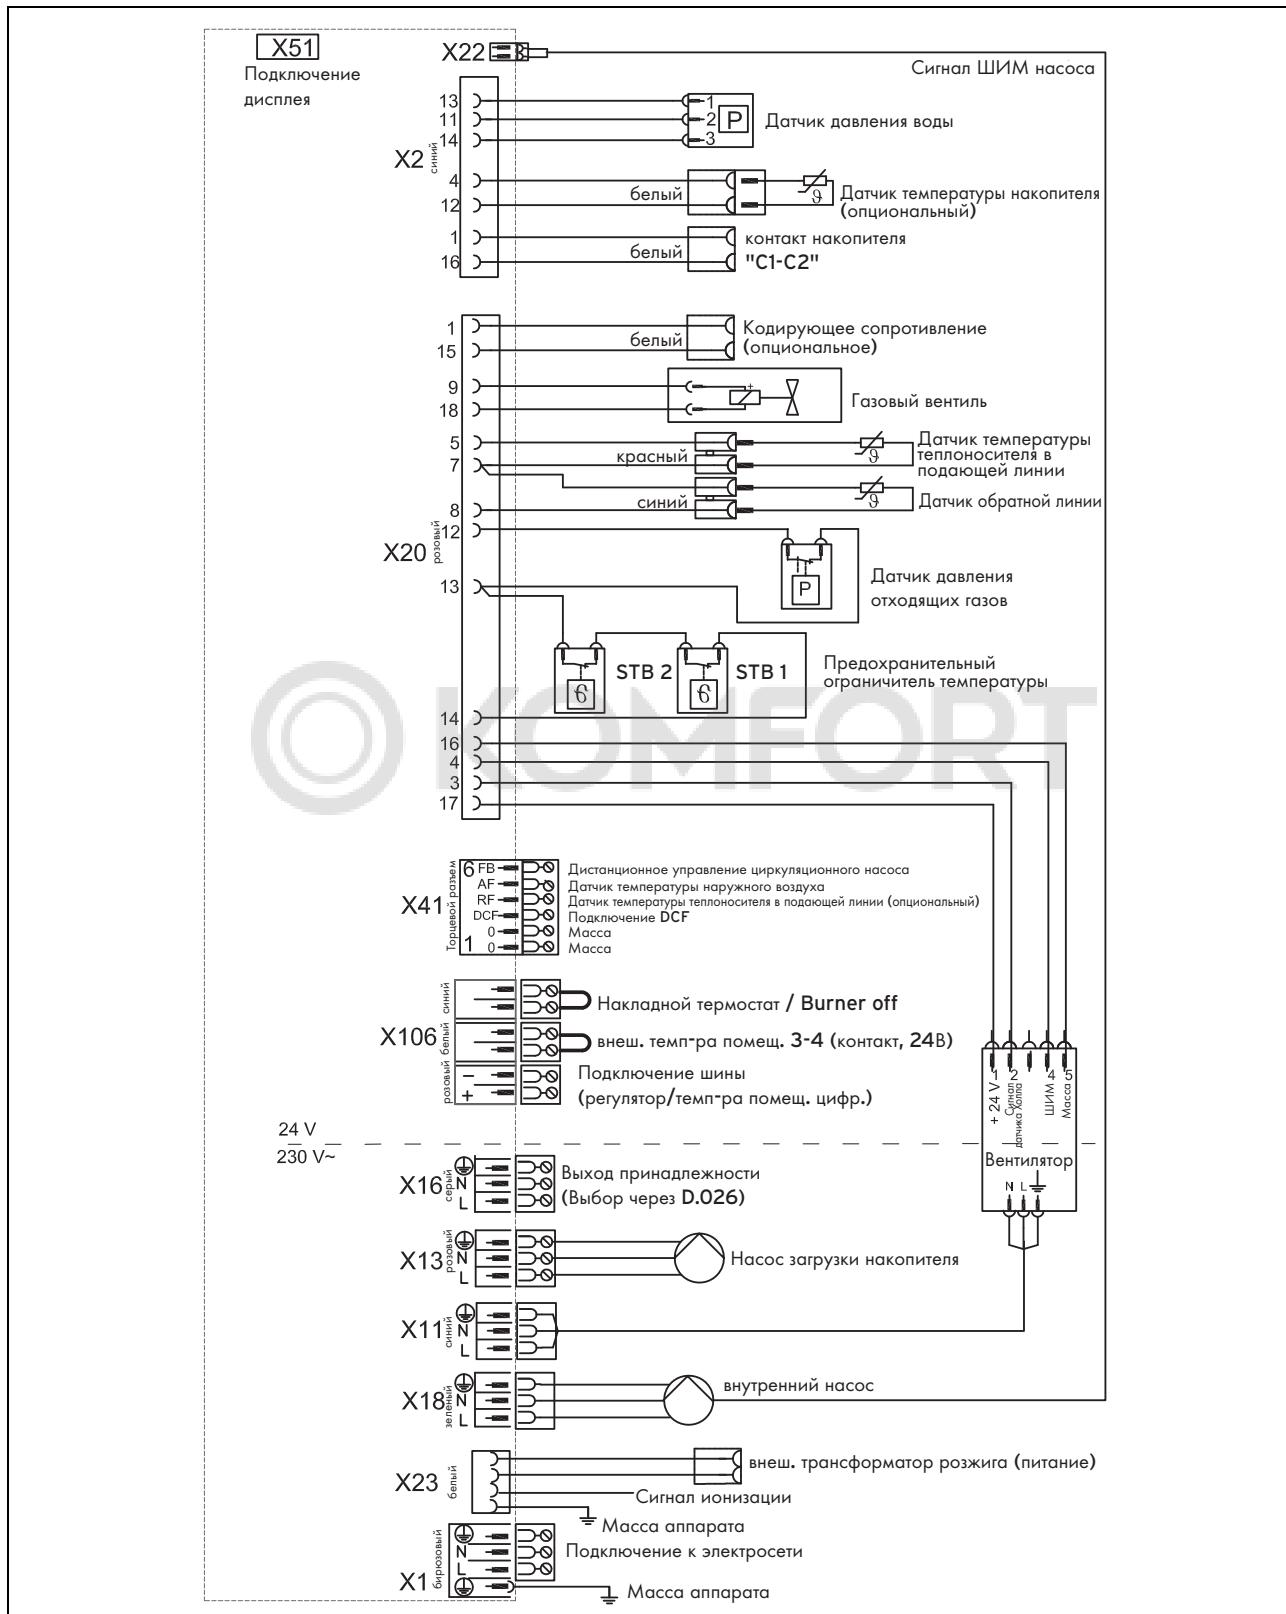 X51
Подключение
дисплея
X22
Сигнал ШИМ насоса
13
11
14
X2
синий
4
12
1
16
1
2
3
P
Датчик давления воды
белый
ϑ
Датчик температуры накопителя
(опциональный)
белый
контакт накопителя
"C1-C2"
1
15
белый
Кодирующее сопротивление
(опциональное)
9
18
+
Газовый вентиль
5
7
красный
ϑ
Датчик температуры
теплоносителя в
подающей линии
8
синий
ϑ
Датчик обратной линии
X20
розовый
12
13
P
Датчик давления
отходящих газов
STB 2
STB 1
ϑ
ϑ
Предохранительный
ограничитель температуры
KOMFORT
14
16
4
3
17
X41
Торцевой разъем
6 FB
AF
RF
DCF
0
1 0
Дистанционное управление циркуляционного насоса
Датчик температуры наружного воздуха
Датчик температуры теплоносителя в подающей линии (опциональный)
Подключение DCF
Масса
Масса
X106
синий
белый
розовый
−
+
Накладной термостат / Burner off
внеш. темп-ра помещ. 3-4 (контакт, 24В)
Подключение шины
(регулятор/темп-ра помещ. цифр.)
1 2 4 5
+ 24 V
Сигнал
датчика Холла
ШИМ
Масса
Вентилятор
N L
24 V
230 V~
X16
серый
N
L
Выход принадлежности
(Выбор через D.026)
X13
розовый
N
L
Насос загрузки накопителя
X11
синий
N
L
X18
зеленый
N
L
внутренний насос
X23
белый
внеш. трансформатор розжига (питание)
Сигнал ионизации
Масса аппарата
X1
бирюзовый
N
L
Подключение к электросети
Масса аппарата